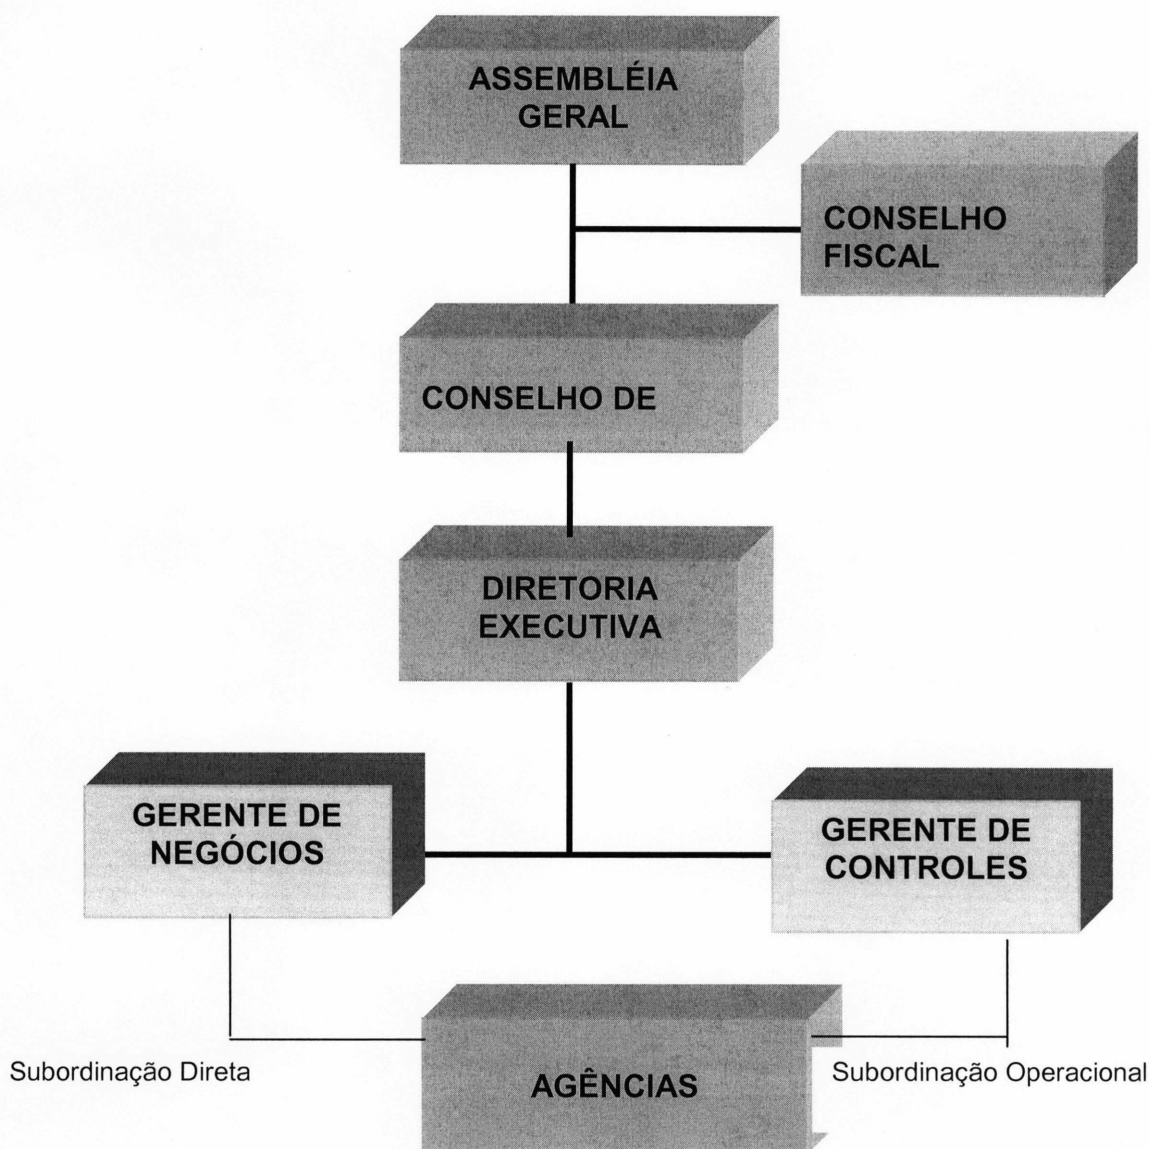 ASSEMBLÉIA
GERAL
CONSELHO
FISCAL
CONSELHO DE
DIRETORIA
EXECUTIVA
GERENTE DE
NEGÓCIOS
GERENTE DE
CONTROLES
Subordinação Direta
AGÊNCIAS
Subordinação Operacional